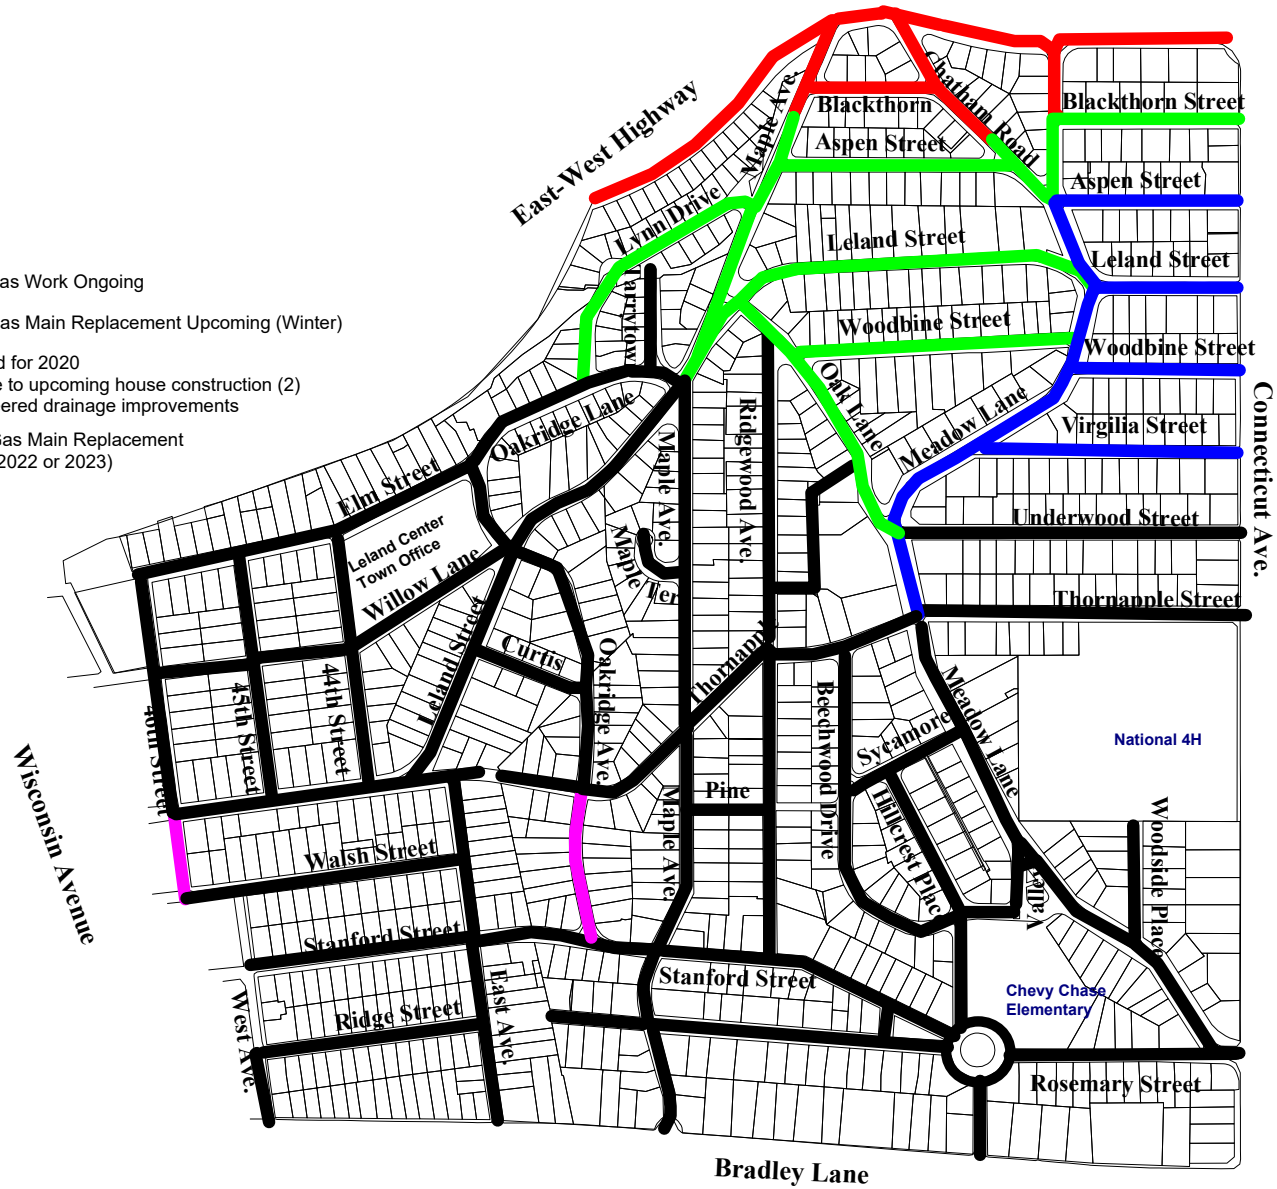 East-West Highway
Maple Ave.
Blackthorn
Chatham Road
Blackthorn Street
Aspen Street
Aspen Street
Lynn Drive
Leland Street
Leland Street
as Work Ongoing
as Main Replacement Upcoming (Winter)
d for 2020
e to upcoming house construction (2)
ered drainage improvements
Gas Main Replacement
2022 or 2023)
Larrytow
Woodbine Street
Woodbine Street
Oak Lane
Oakridge Lane
Ridgewood Ave.
Meadow Lane
Virgilia Street
Connecticut Ave.
Maple Ave.
Elm Street
Leland Center
Town Office
Willow Lane
Maple Ter
Underwood Street
Thornapple Street
Leland Street
Curtis
Oakridge Ave.
Thornapple
46th Street
45th Street
44th Street
Beechwood Drive
Sycamore
Meadow Lane
National 4H
Wisconsin Avenue
Pine
Maple Ave.
Hillcrest Plac
Woodside Place
Walsh Street
Valley
Stanford Street
Stanford Street
Chevy Chase
Elementary
West Ave.
Ridge Street
East Ave.
Rosemary Street
Bradley Lane